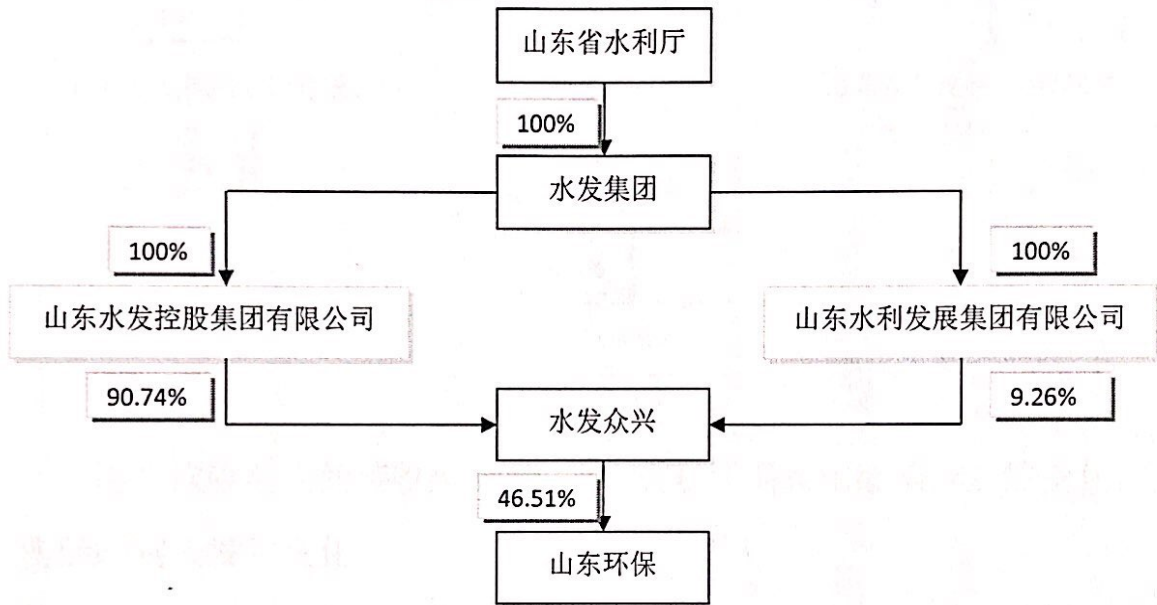 山东省水利厅
100%
水发集团
100%
100%
山东水发控股集团有限公司
山东水利发展集团有限公司
90.74%
9.26%
水发众兴
46.51%
山东环保